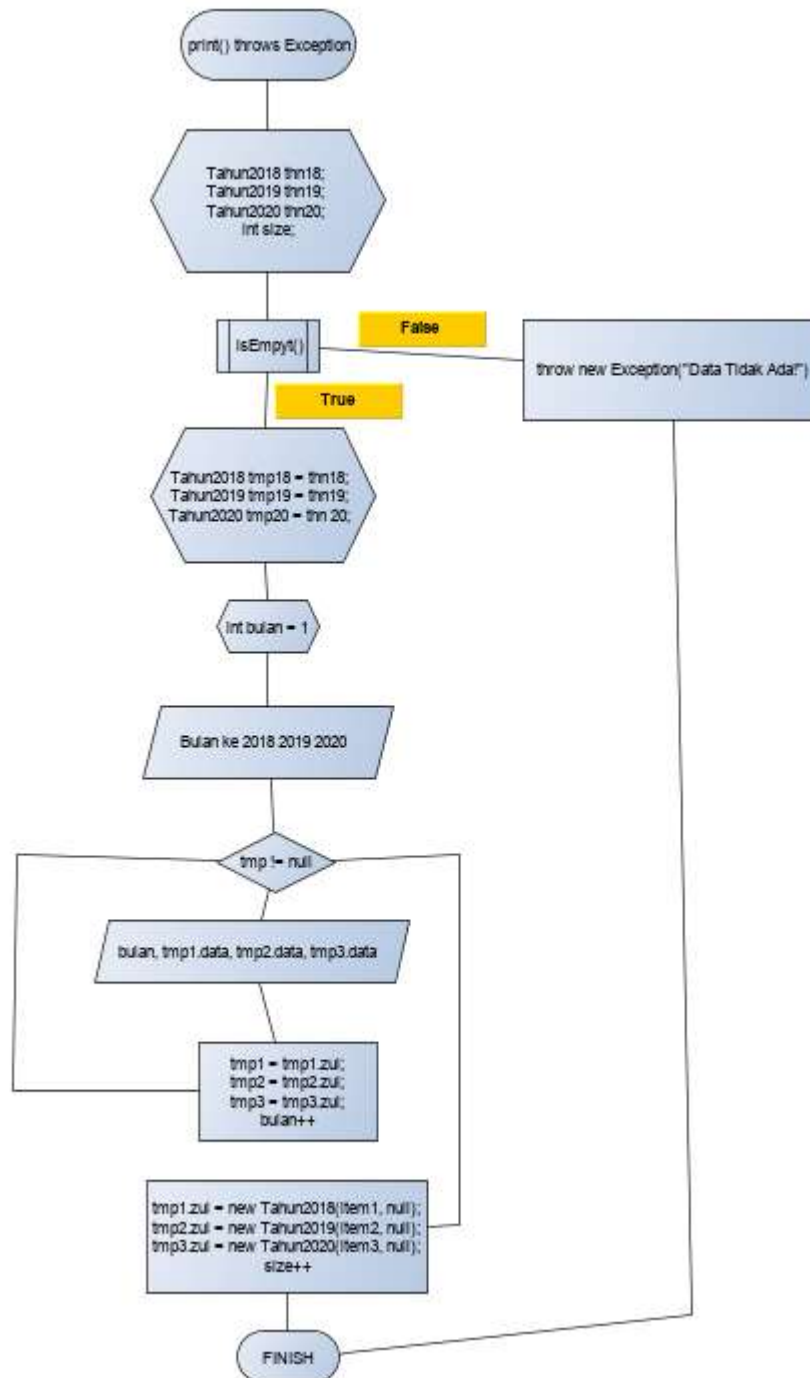 print() throws Exception
Tahun2018 thn18;
Tahun2019 thn19;
Tahun2020 thn20;
int size;
IsEmpyt()
False
throw new Exception("Data Tidak Ada!")
True
Tahun2018 tmp18 = thn18;
Tahun2019 tmp19 = thn19;
Tahun2020 tmp20 = thn 20;
int bulan = 1
Bulan ke 2018 2019 2020
tmp != null
bulan, tmp1.data, tmp2.data, tmp3.data
tmp1 = tmp1.zul;
tmp2 = tmp2.zul;
tmp3 = tmp3.zul;
bulan++
tmp1.zul = new Tahun2018(item1, null);
tmp2.zul = new Tahun2019(item2, null);
tmp3.zul = new Tahun2020(item3, null);
size++
FINISH